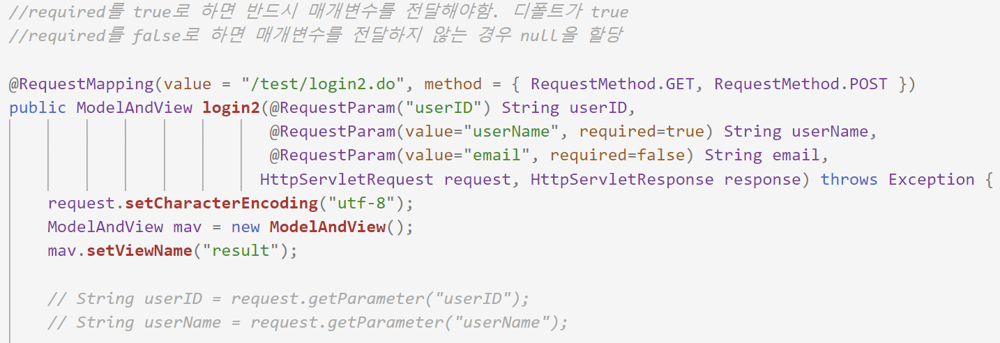 //required를 true로 하면 반드시 매개변수를 전달해야함. 디폴트가 true
//required를 false로 하면 매개변수를 전달하지 않는 경우 null을 할당
@RequestMapping(value = "/test/login2.do", method = { RequestMethod.GET, RequestMethod.POST })
public ModelAndView login2(@RequestParam("userID") String userID,
@RequestParam(value="userName", required=true) String userName,
@RequestParam(value="email", required=false) String email,
HttpServletRequest request, HttpServletResponse response) throws Exception {
request.setCharacterEncoding("utf-8");
ModelAndView mav = new ModelAndView();
mav.setViewName("result");
// String userID = request.getParameter("userID");
// String userName = request.getParameter("userName");